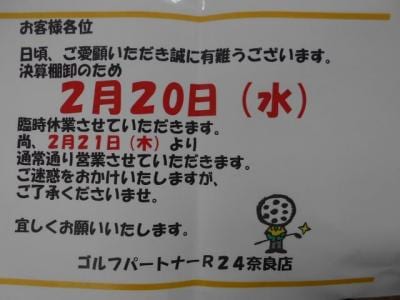 お客様各位
日頃、ご愛顧いただき誠に有難うございます。
決算棚卸のため
2月20日（水）
臨時休業させていただきます。
尚、2月21日（木）より
通常通り営業させていただきます。
ご迷惑をおかけいたしますが、
ご了承くださいませ。
宜しくお願いいたします。
ゴルフパートナーR24奈良店